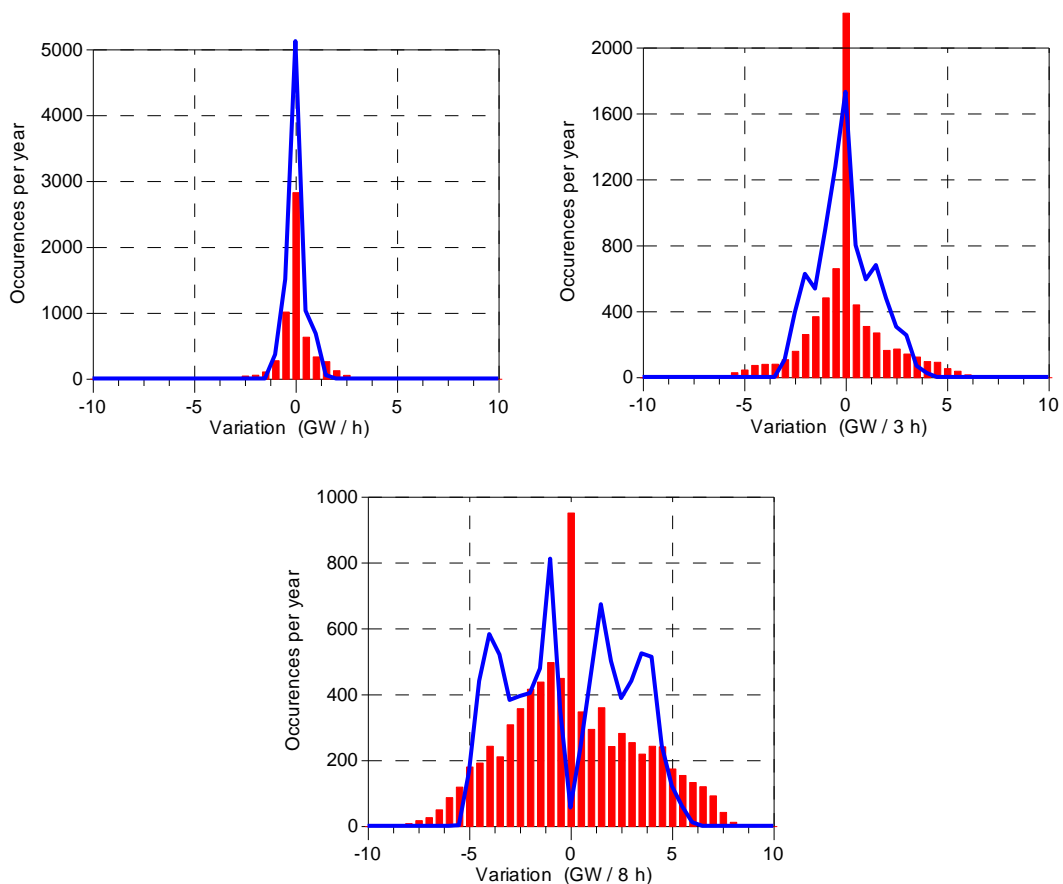 5000
4000
3000
2000
1000
0
Occurences per year
-10 -5 0 5 10
Variation (GW / h)
2000
1600
1200
800
400
0
Occurences per year
-10 -5 0 5 10
Variation (GW / 3 h)
1000
800
600
400
200
0
Occurences per year
-10 -5 0 5 10
Variation (GW / 8 h)